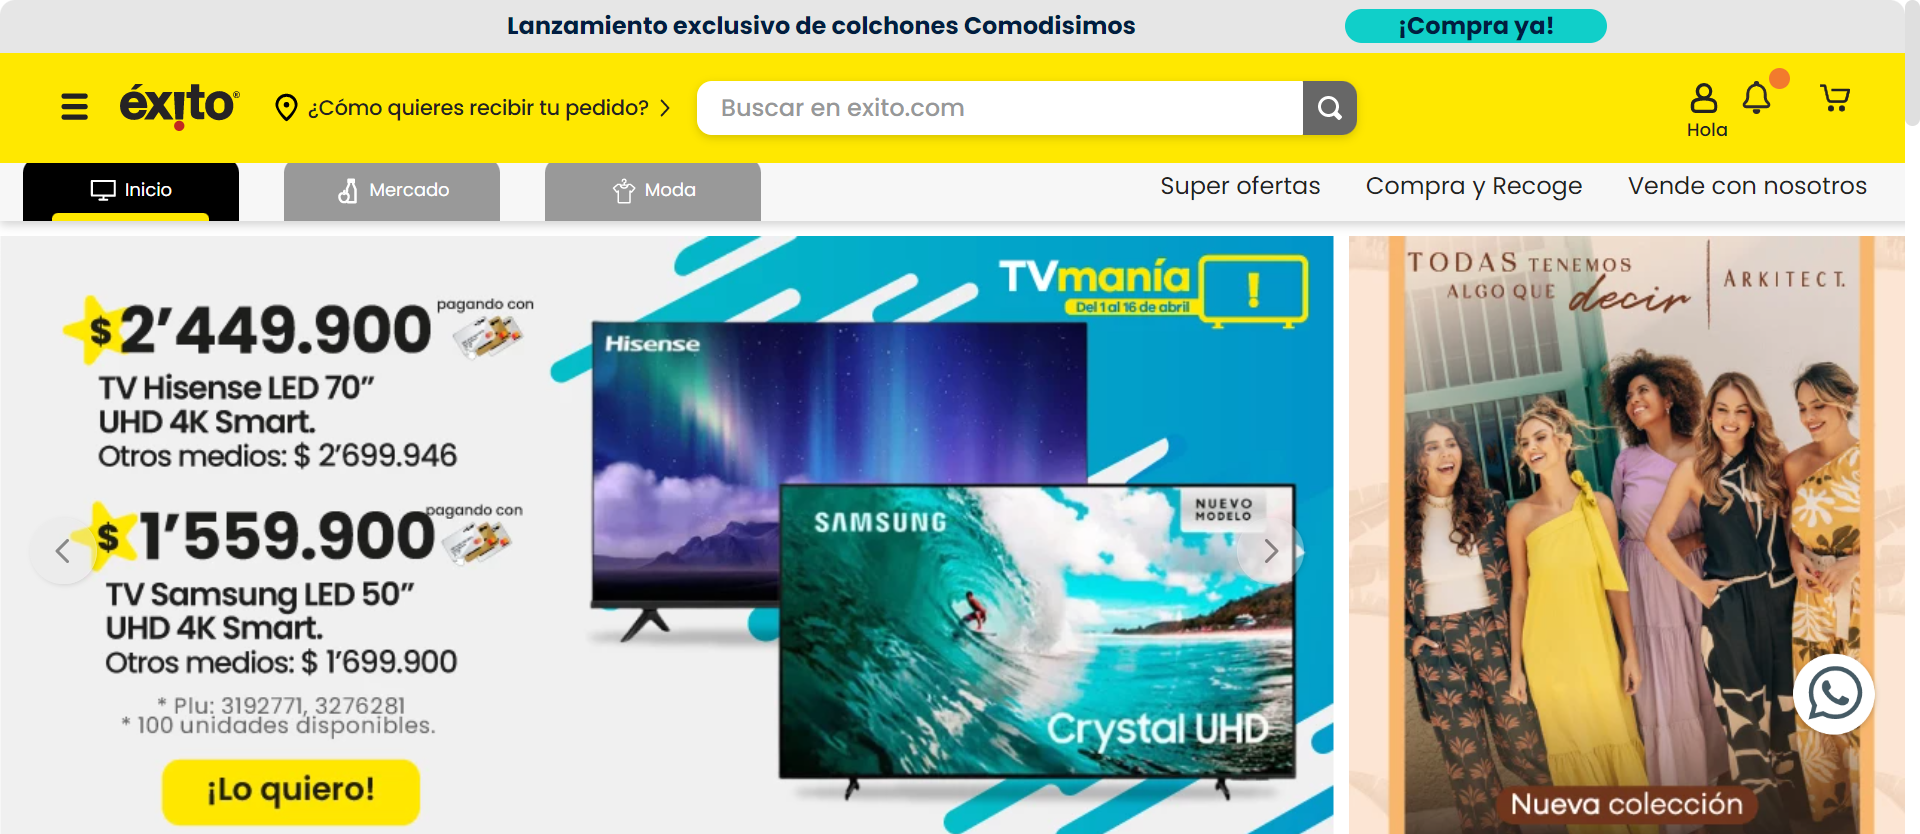 Lanzamiento exclusivo de colchones Comodisimos
¡Compra ya!
éxito®
¿Cómo quieres recibir tu pedido?
Buscar en exito.com
Hola
Inicio
Mercado
Moda
Super ofertas
Compra y Recoge
Vende con nosotros
$2'449.900
pagando con
TV Hisense LED 70”
UHD 4K Smart.
Otros medios: $ 2'699.946
$1'559.900
pagando con
TV Samsung LED 50”
UHD 4K Smart.
Otros medios: $ 1'699.900
* Plu: 3192771, 3276281
* 100 unidades disponibles.
¡Lo quiero!
TVmanía
Del 1 al 16 de abril
Hisense
SAMSUNG
NUEVO
MODELO
Crystal UHD
TODAS TENEMOS
ALGO QUE decir
ARKITECT.
Nueva colección